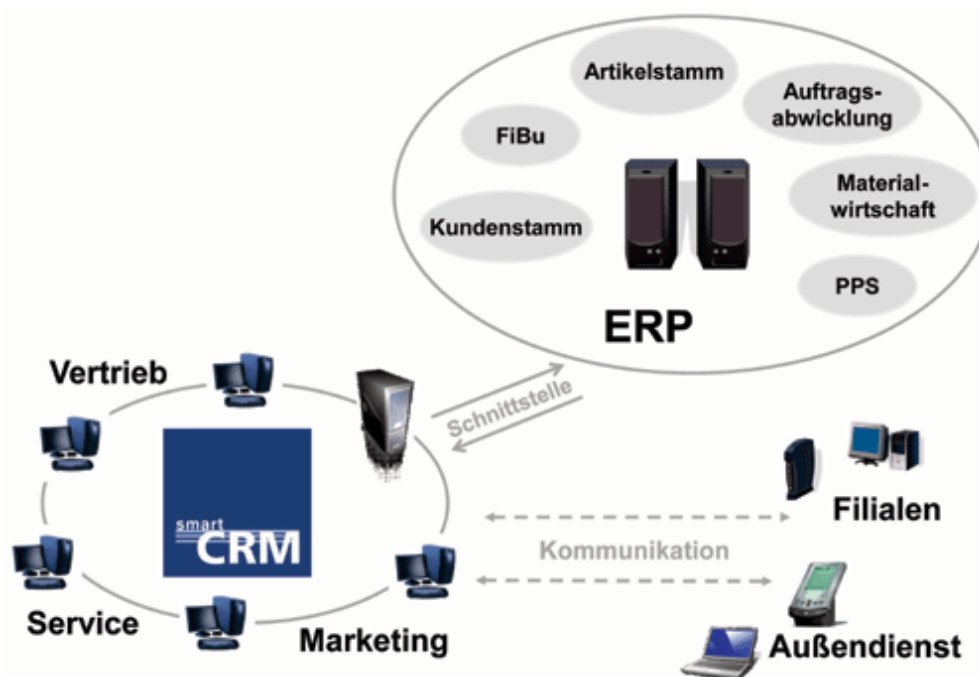 Artikelstamm
Auftrags-
abwicklung
FiBu
Material-
wirtschaft
Kundenstamm
PPS
ERP
Vertrieb
Schnittstelle
smart
CRM
Filialen
Kommunikation
Service
Marketing
Außendienst